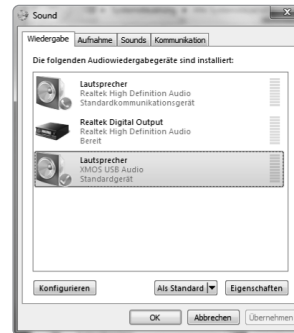 Sound
Wiedergabe Aufnahme Sounds Kommunikation
Die folgenden Audiowiedergabegeräte sind installiert:
Lautsprecher
Realtek High Definition Audio
Standardkommunikationsgerät
Realtek Digital Output
Realtek High Definition Audio
Bereit
Lautsprecher
XMOS USB Audio
Standardgerät
Konfigurieren Als Standard Eigenschaften
OK Abbrechen Übernehmen